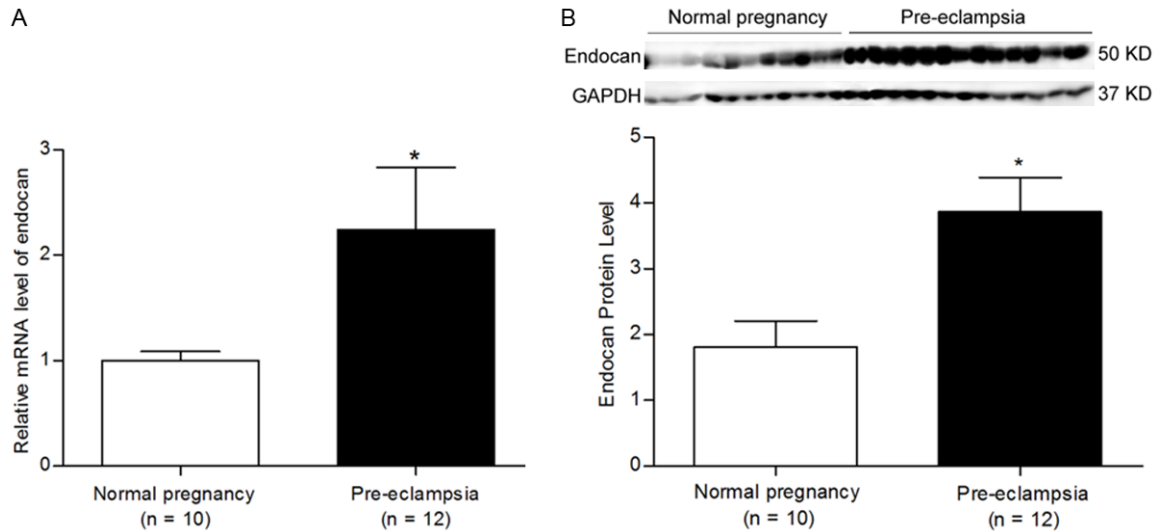 A
3
2
1
0
Relative mRNA level of endocan
*
Normal pregnancy
(n = 10)
Pre-eclampsia
(n = 12)
B
Normal pregnancy Pre-eclampsia
Endocan 50 KD
GAPDH 37 KD
5
4
3
2
1
0
Endocan Protein Level
*
Normal pregnancy
(n = 10)
Pre-eclampsia
(n = 12)